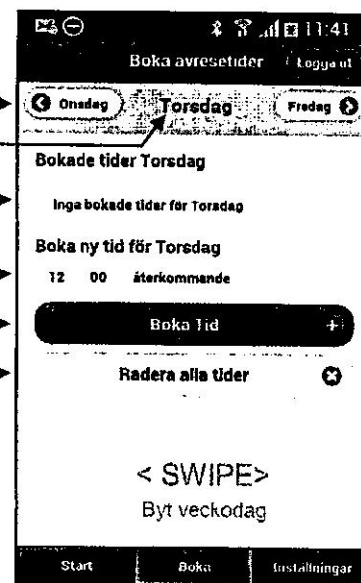 11:41
Boka avresetider Logga ut
Onsdag Torsdag Fredag
Bokade tider Torsdag
Inga bokade tider för Torsdag
Boka ny tid för Torsdag
12 00 återkommande
Boka Tid +
Radera alla tider
< SWIPE>
Byt veckodag
Start Boka Inställningar